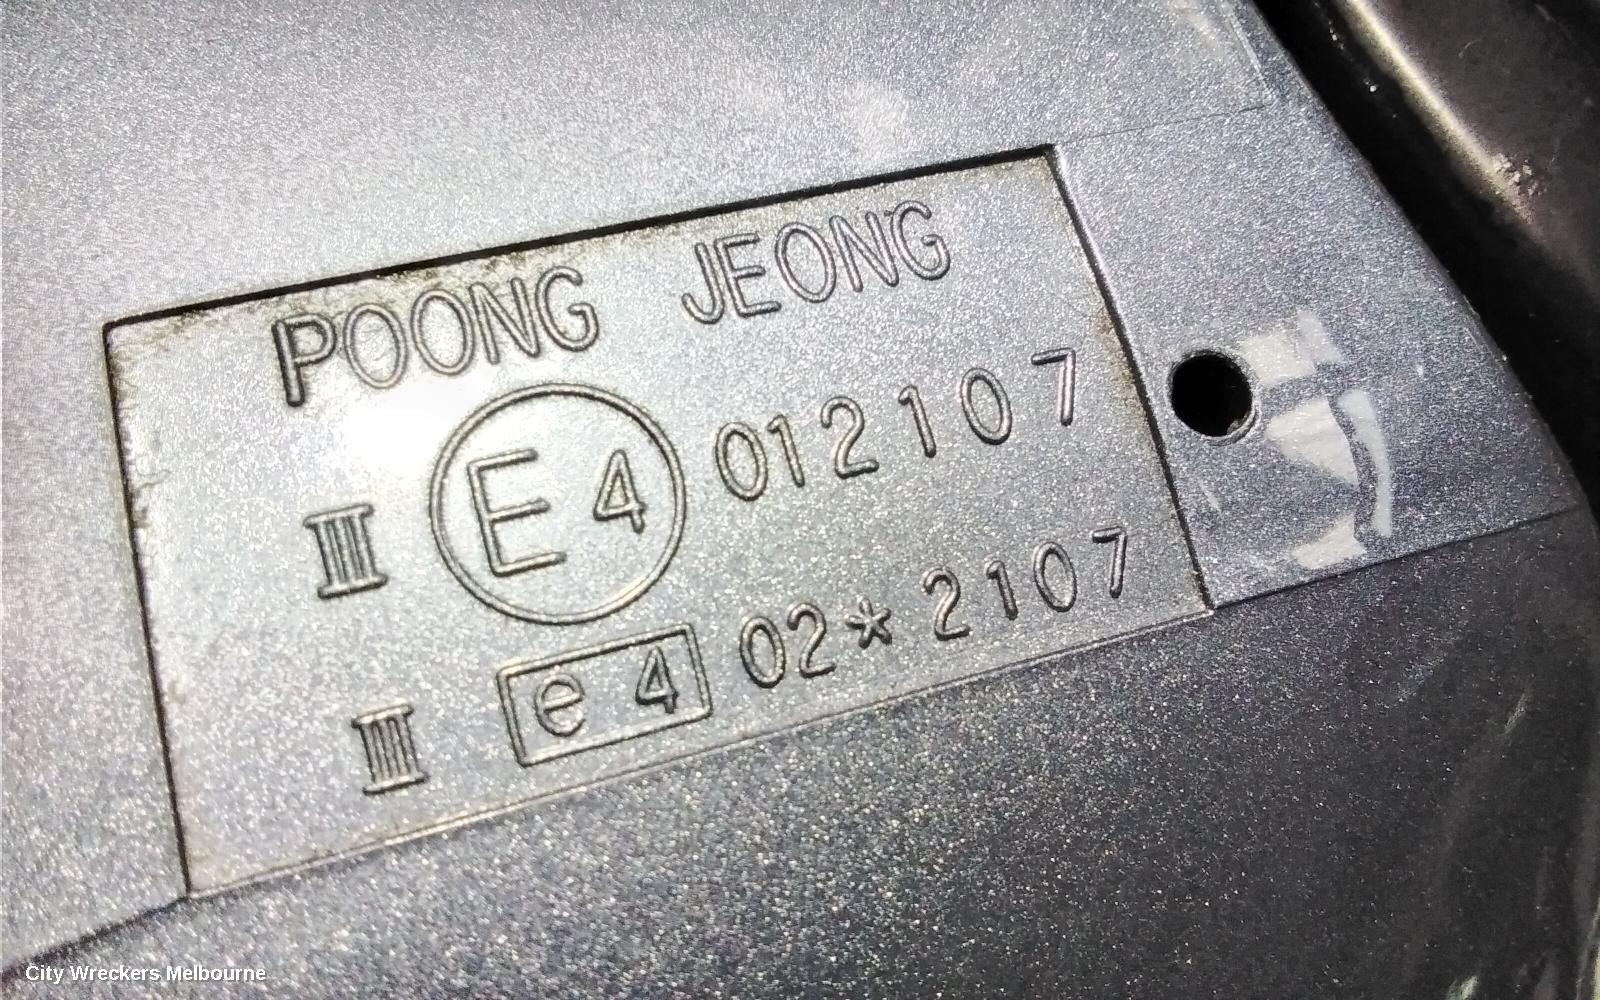 POONG JEONG
III E4 012107
III e4 02*2107
City Wreckers Melbourne